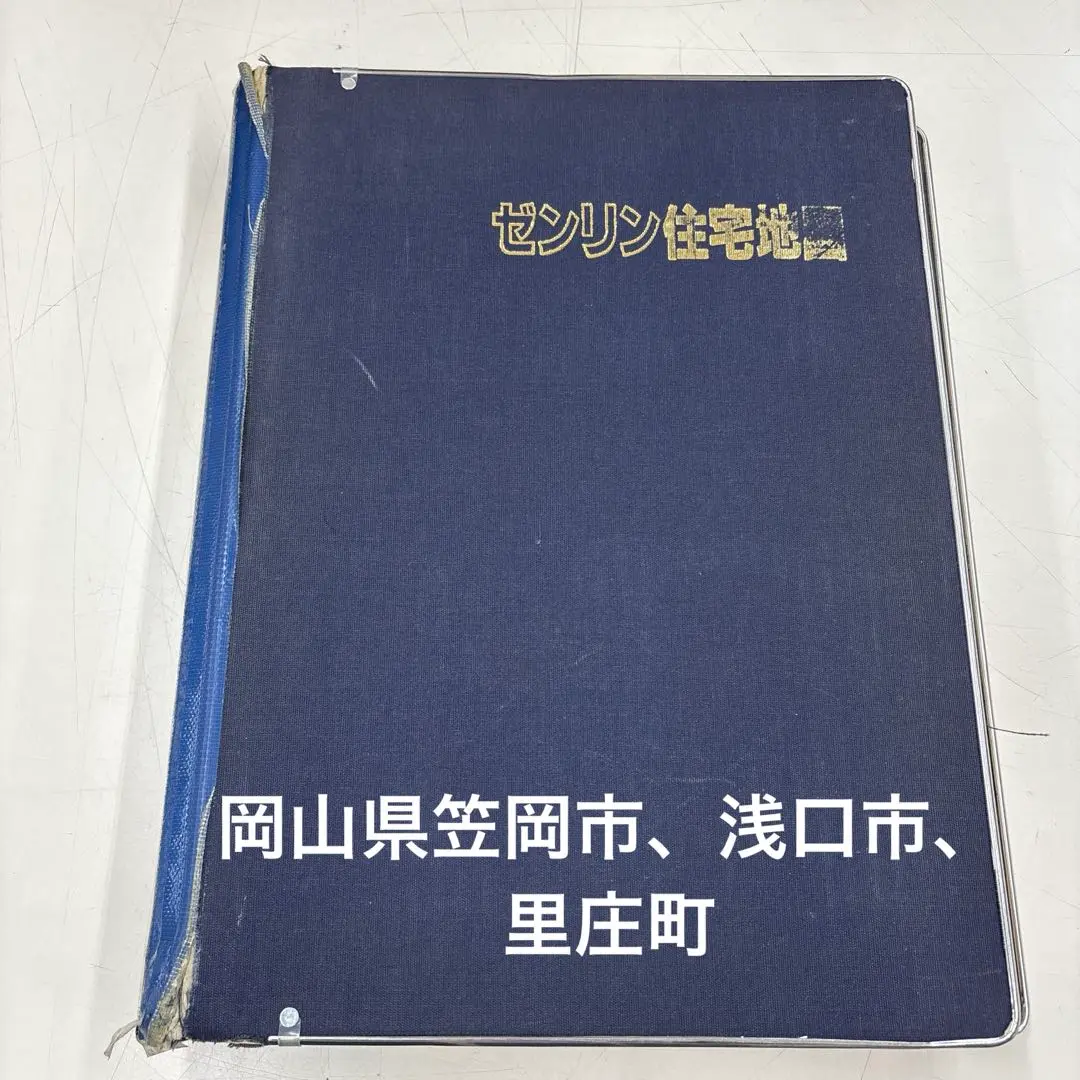 ゼンリン住宅地図
岡山県笠岡市、浅口市、
里庄町